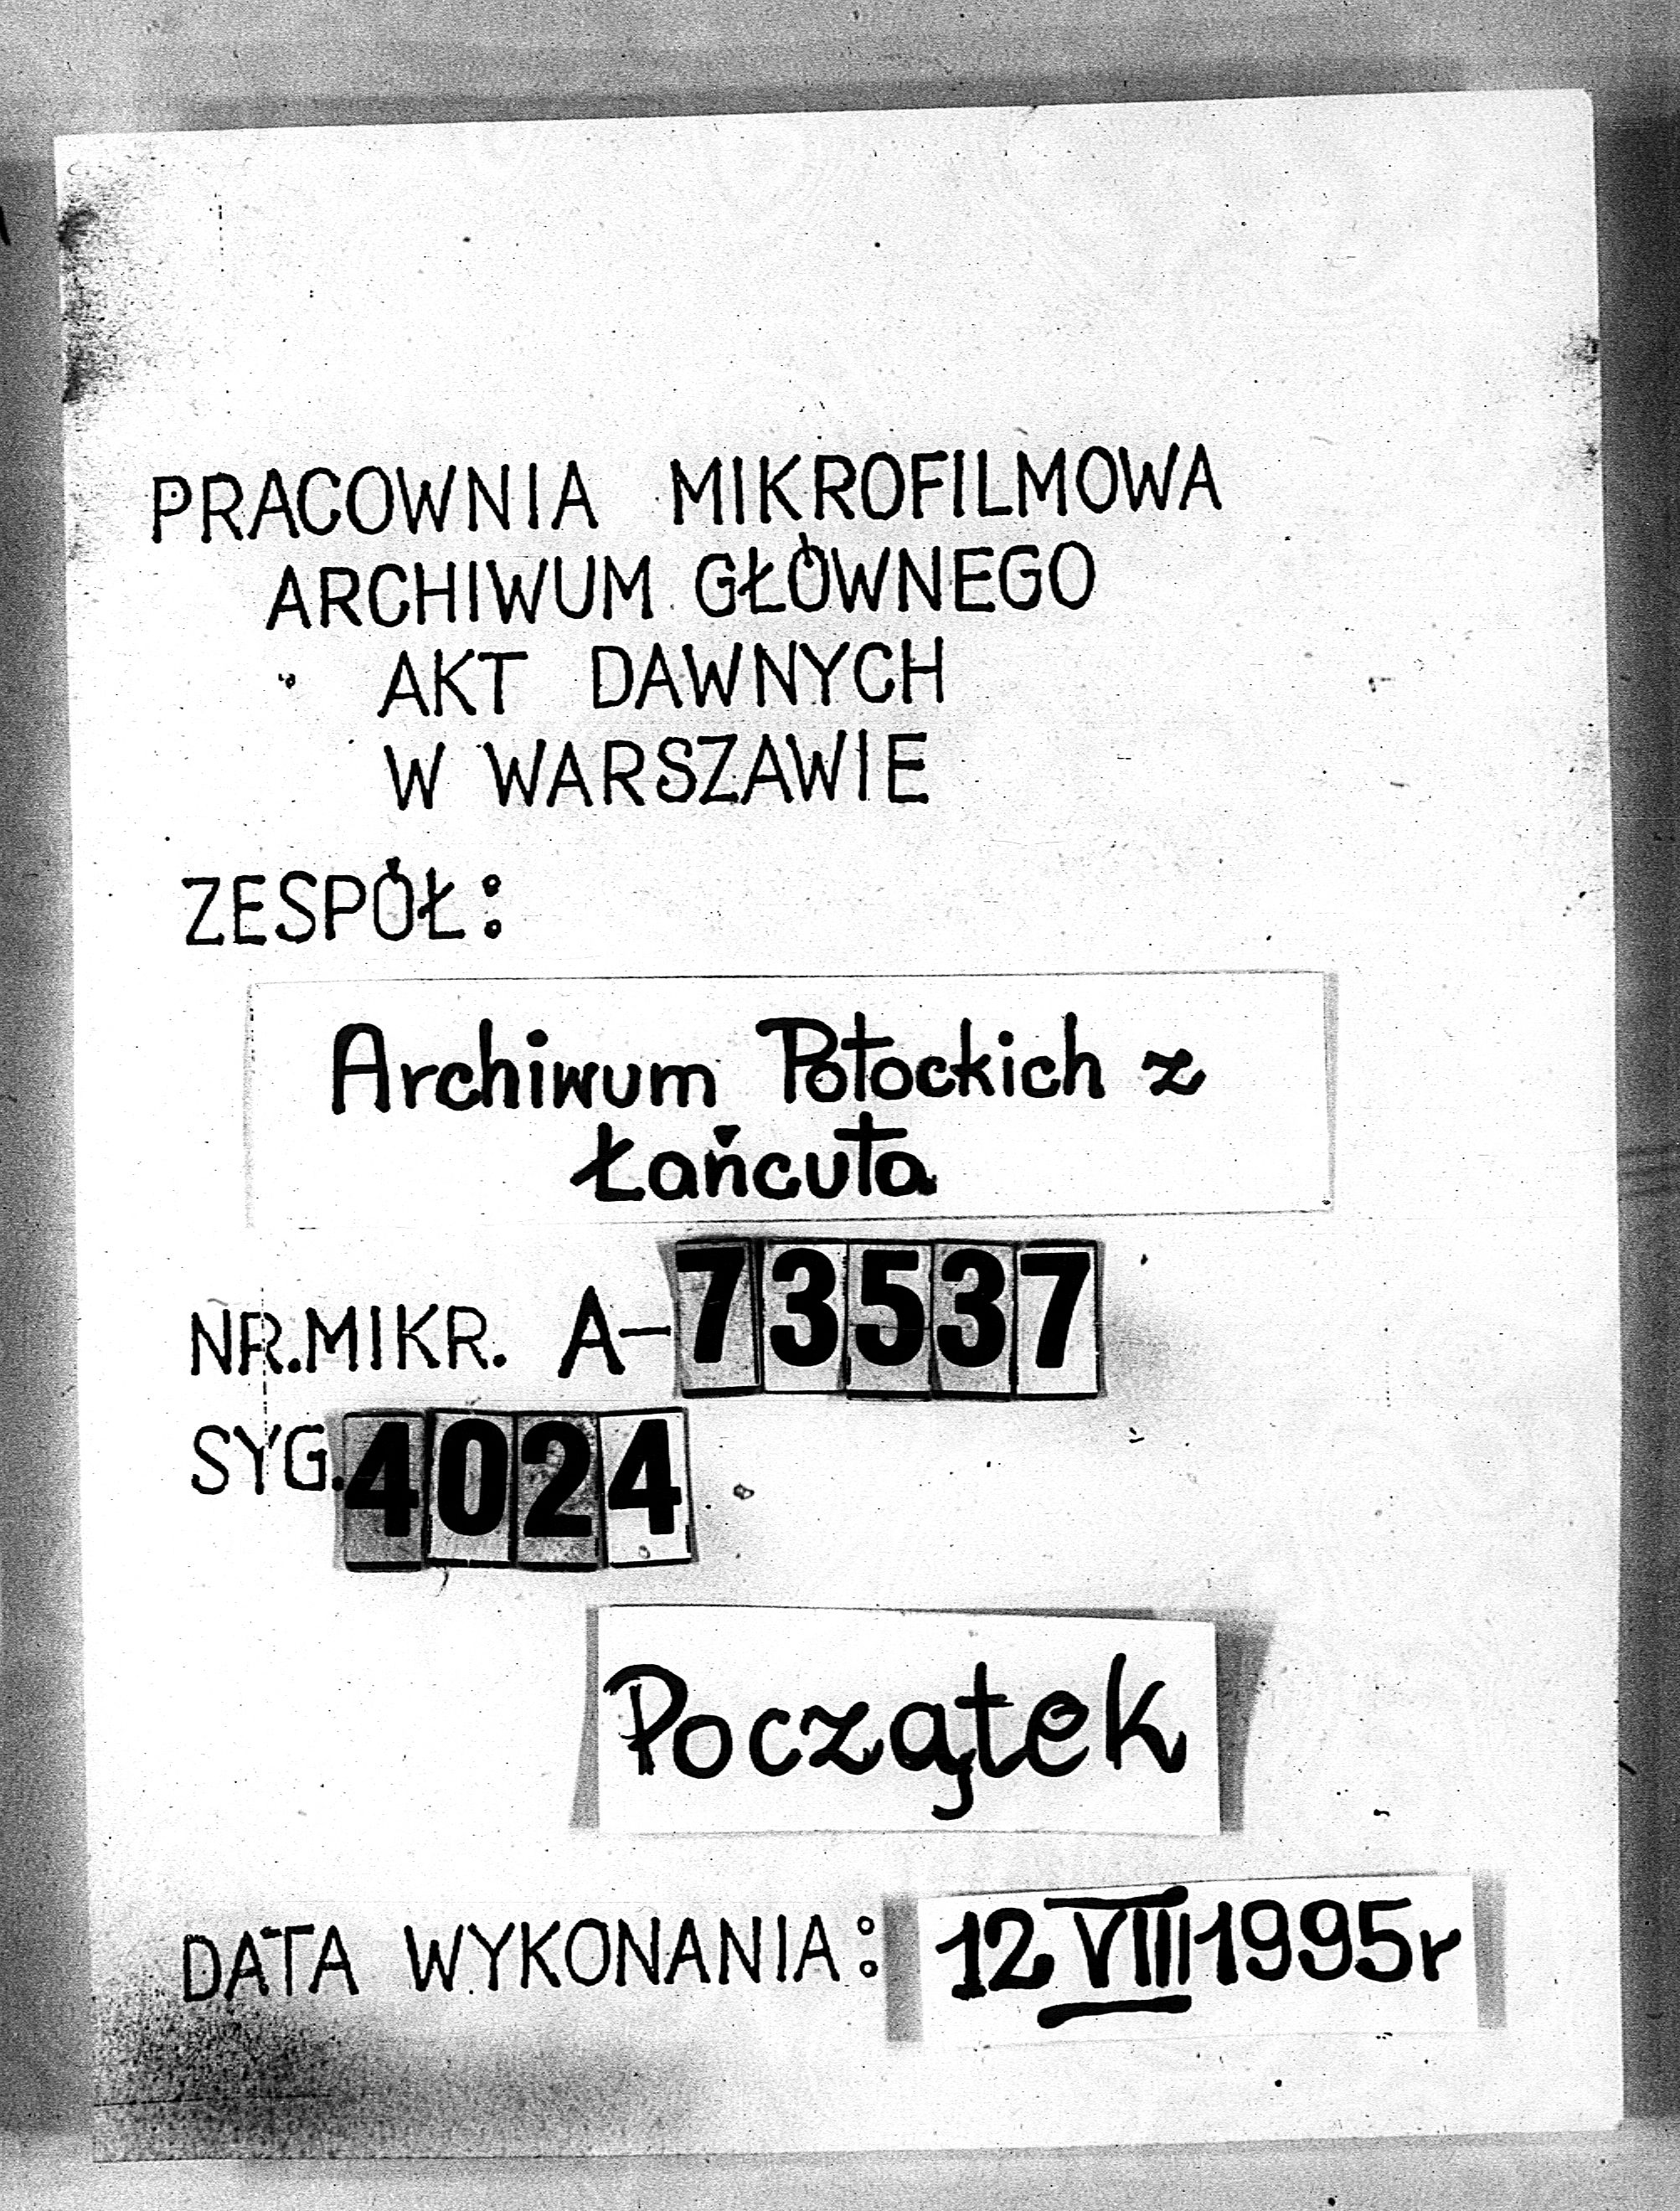 PRACOWNIA MIKROFILMOWA
ARCHIWUM GŁÓWNEGO
AKT DAWNYCH
W WARSZAWIE
ZESPÓŁ:
Archiwum Potockich z
Łańcuta
NR.MIKR. A-73537
SYG.4024
Początek
DATA WYKONANIA: 12 VIII 1995r